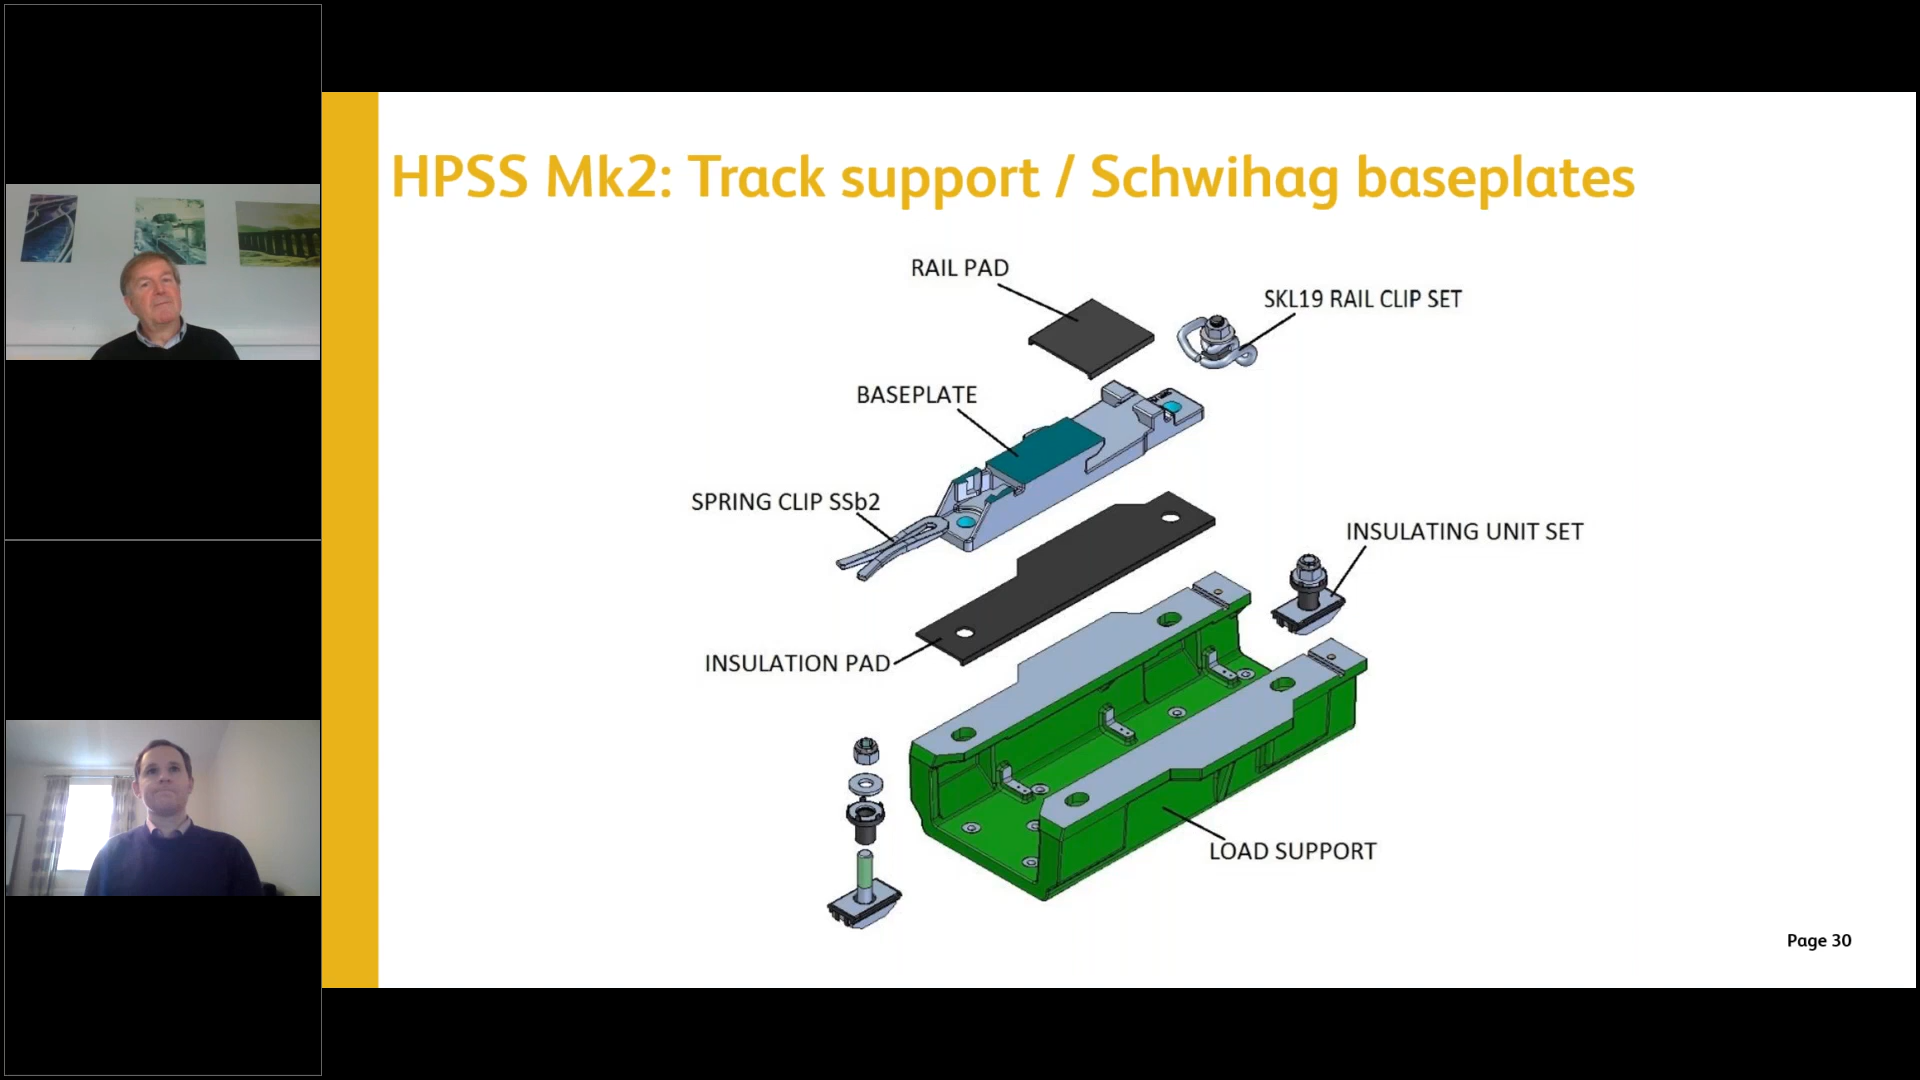 HPSS Mk2: Track support / Schwihag baseplates
RAIL PAD
SKL19 RAIL CLIP SET
BASEPLATE
SPRING CLIP SSb2
INSULATING UNIT SET
INSULATION PAD
LOAD SUPPORT
Page 30